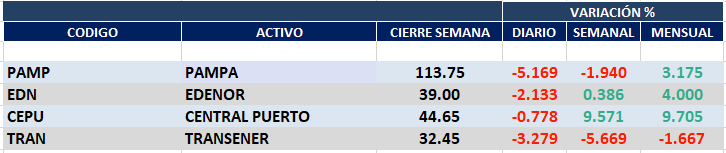 VARIACIÓN %
CODIGO ACTIVO CIERRE SEMANA DIARIO SEMANAL MENSUAL
PAMP PAMPA 113.75 -5.169 -1.940 3.175
EDN EDENOR 39.00 -2.133 0.386 4.000
CEPU CENTRAL PUERTO 44.65 -0.778 9.571 9.705
TRAN TRANSENER 32.45 -3.279 -5.669 -1.667